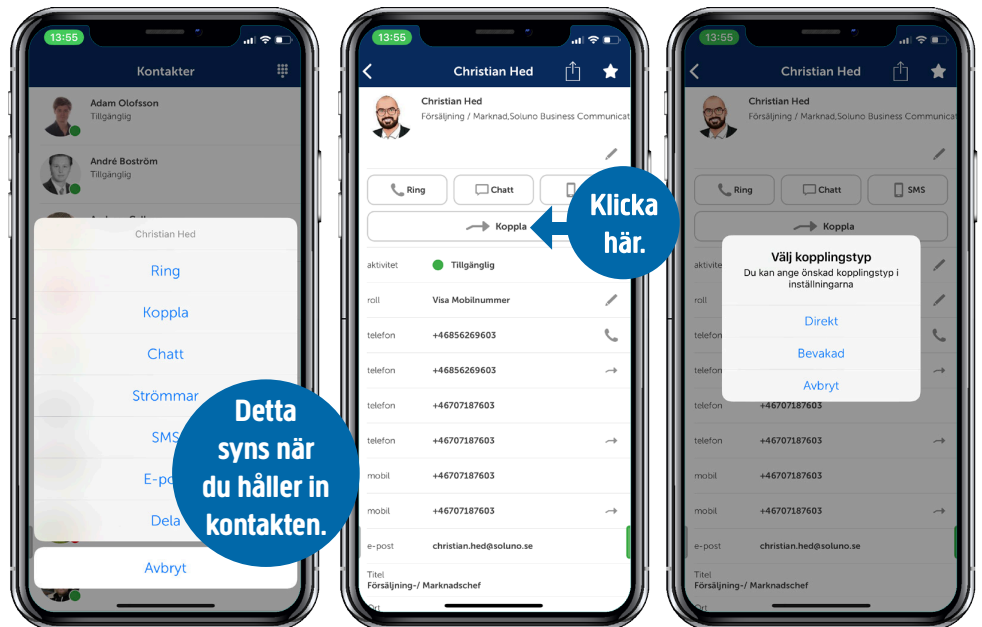 13:55
Kontakter
Adam Olofsson
Tillgänglig
André Boström
Tillgänglig
Christian Hed
Ring
Koppla
Chatt
Strömmar
SMS
Dela
Avbryt
Detta
syns när
du håller in
kontakten.
13:55
Christian Hed
Christian Hed
Försäljning / Marknad,Soluno Business Communicat
Ring
Chatt
Koppla
Klicka
här.
aktivitet Tillgänglig
roll Visa Mobilnummer
telefon +46856269603
telefon +46856269603
telefon +46707187603
telefon +46707187603
mobil +46707187603
mobil +46707187603
e-post christian.hed@soluno.se
Titel
Försäljning-/ Marknadschef
Ort
13:55
Christian Hed
Christian Hed
Försäljning / Marknad,Soluno Business Communicat
Ring
Chatt
SMS
Koppla
Välj kopplingstyp
Du kan ange önskad kopplingstyp i
inställningarna
Direkt
Bevakad
Avbryt
aktivite
roll
telefon
telefon
telefon +46707187603
telefon +46707187603
mobil +46707187603
mobil +46707187603
e-post christian.hed@soluno.se
Titel
Försäljning-/ Marknadschef
Ort